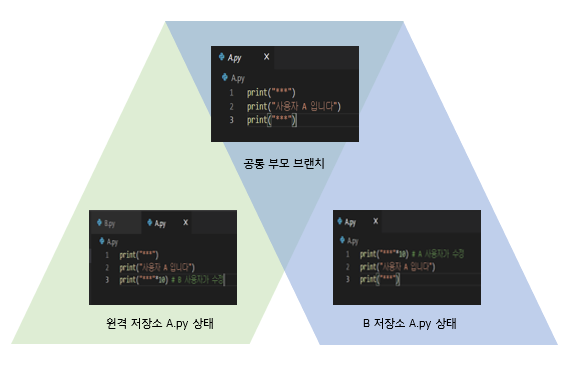 A.py X
A.py
1 print("***")
2 print("사용자 A 입니다")
3 print("***")
공통 부모 브랜치
B.py A.py X
A.py
1 print("***")
2 print("사용자 A 입니다")
3 print("***"*10) # B 사용자가 수정
원격 저장소 A.py 상태
A.py X
A.py
1 print("***"*10) # A 사용자가 수정
2 print("사용자 A 입니다")
3 print("***")
B 저장소 A.py 상태